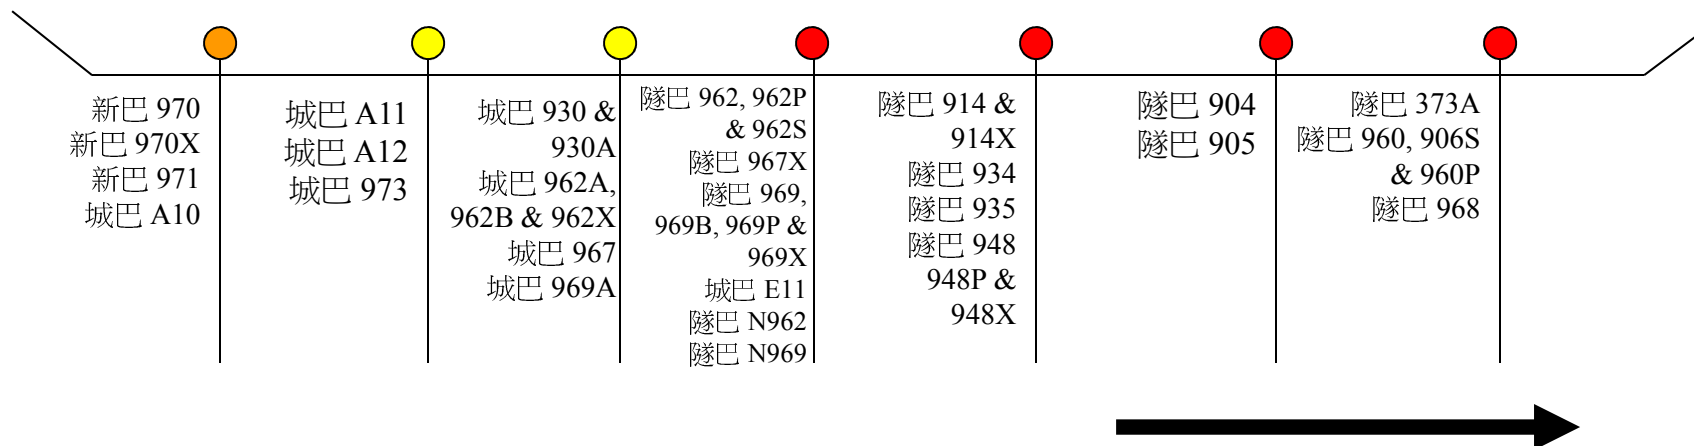 新巴 970
新巴 970X
新巴 971
城巴 A10
城巴 A11
城巴 A12
城巴 973
城巴 930 &
930A
城巴 962A,
962B & 962X
城巴 967
城巴 969A
隧巴 962, 962P
& 962S
隧巴 967X
隧巴 969,
969B, 969P &
969X
城巴 E11
隧巴 N962
隧巴 N969
隧巴 914 &
914X
隧巴 934
隧巴 935
隧巴 948
948P &
948X
隧巴 904
隧巴 905
隧巴 373A
隧巴 960, 906S
& 960P
隧巴 968